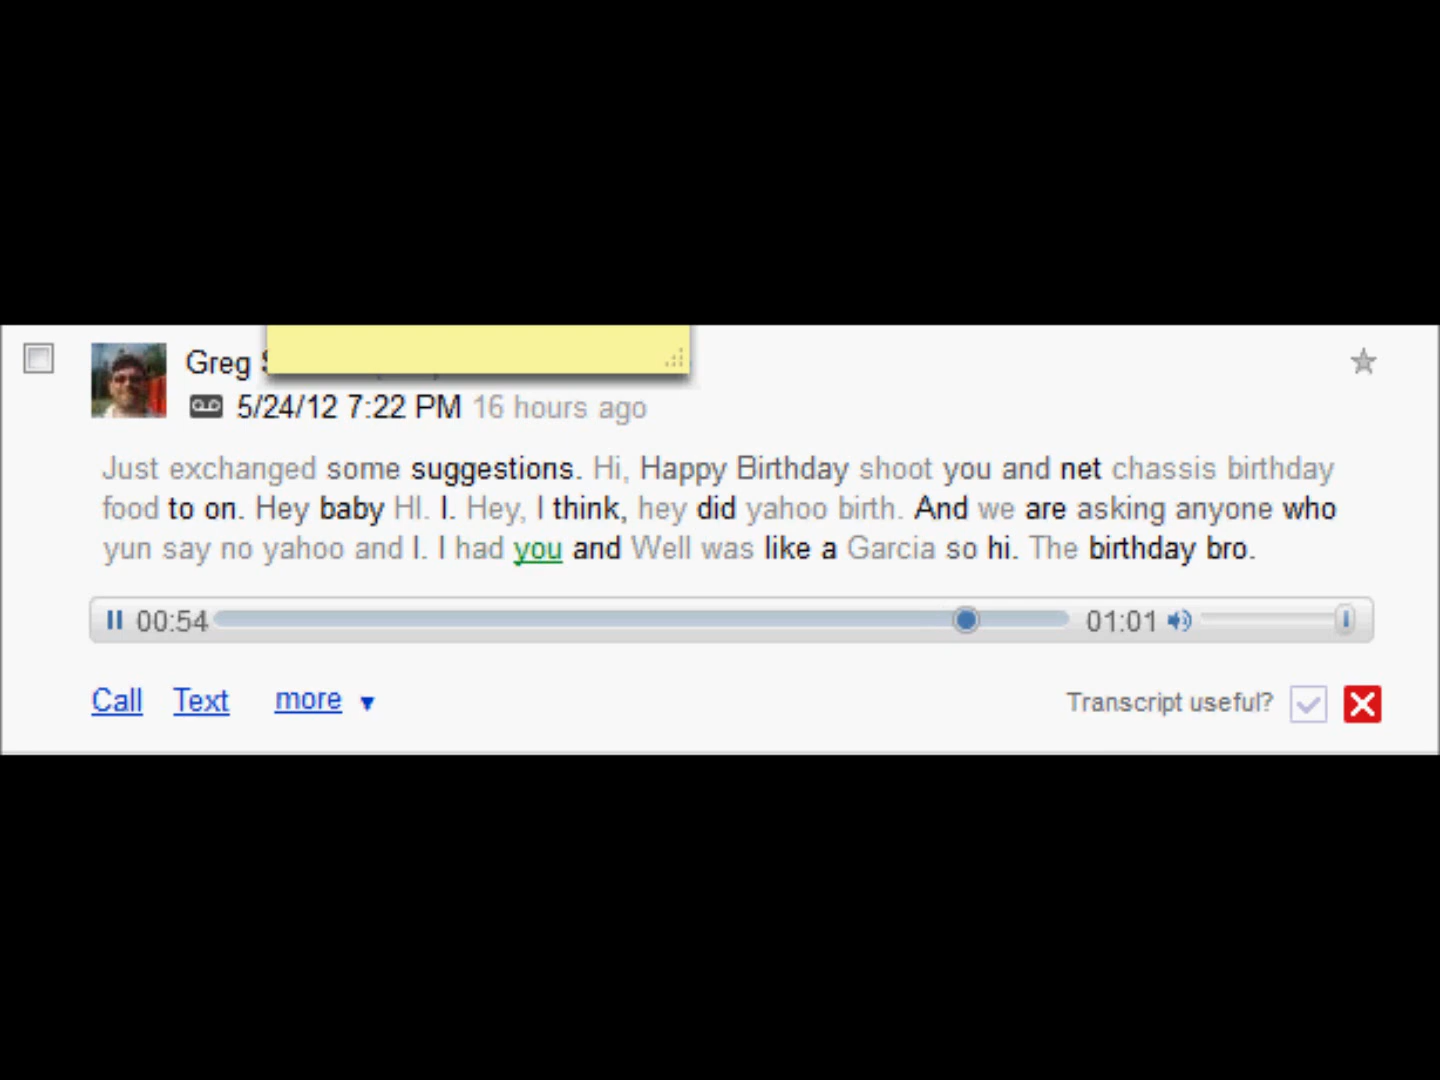 Greg
5/24/12 7:22 PM 16 hours ago
Just exchanged some suggestions. Hi, Happy Birthday shoot you and net chassis birthday
food to on. Hey baby HI. I. Hey, I think, hey did yahoo birth. And we are asking anyone who
yun say no yahoo and I. I had you and Well was like a Garcia so hi. The birthday bro.
00:54 01:01
Call Text more Transcript useful?